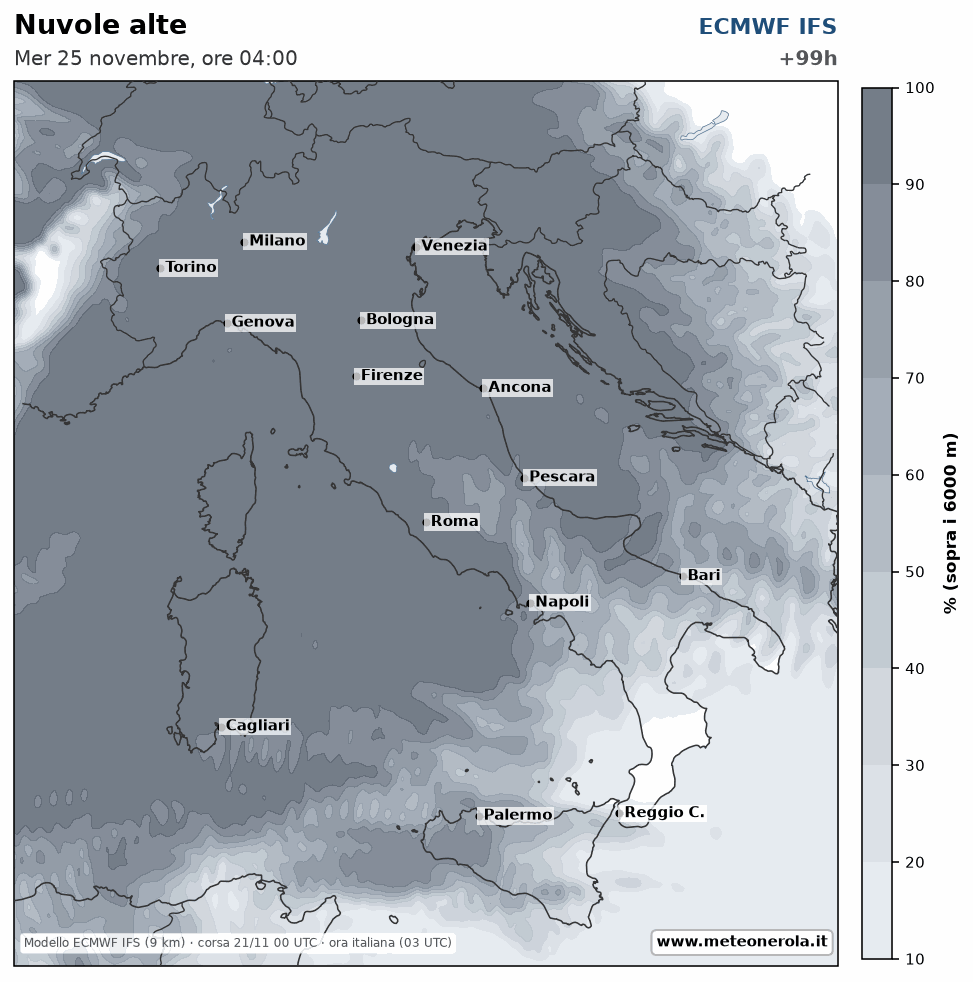 Nuvole alte
ECMWF IFS
Mer 25 novembre, ore 04:00
+99h
100
90
80
70
60
50
40
30
20
10
% (sopra i 6000 m)
Milano
Venezia
Torino
Genova
Bologna
Firenze
Ancona
Pescara
Roma
Bari
Napoli
Cagliari
Palermo
Reggio C.
Modello ECMWF IFS (9 km) · corsa 21/11 00 UTC · ora italiana (03 UTC)
www.meteonerola.it